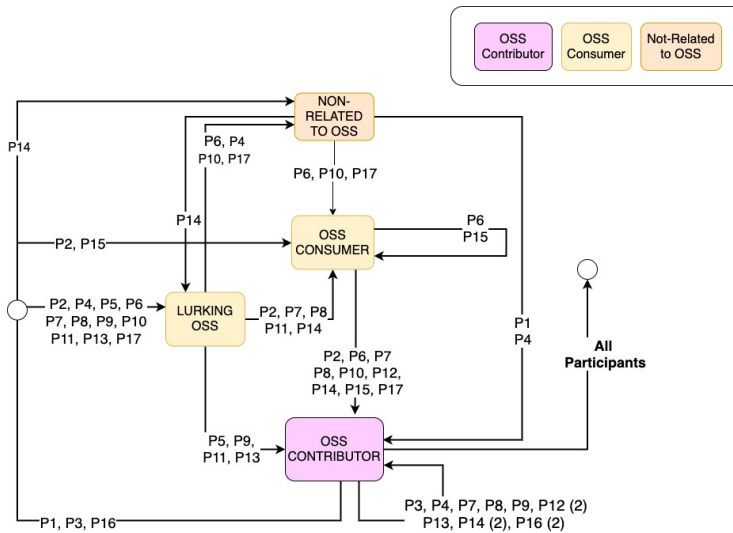 OSS
Contributor
OSS
Consumer
Not-Related
to OSS
NON-
RELATED
TO OSS
P14
P6, P4
P10, P17
P6, P10, P17
P14
P6
P15
P2, P15
OSS
CONSUMER
P2, P4, P5, P6
P7, P8, P9, P10
P11, P13, P17
LURKING
OSS
P2, P7, P8
P11, P14
P1
P4
All
Participants
P2, P6, P7
P8, P10, P12,
P14, P15, P17
P5, P9,
P11, P13
OSS
CONTRIBUTOR
P3, P4, P7, P8, P9, P12 (2)
P13, P14 (2), P16 (2)
P1, P3, P16